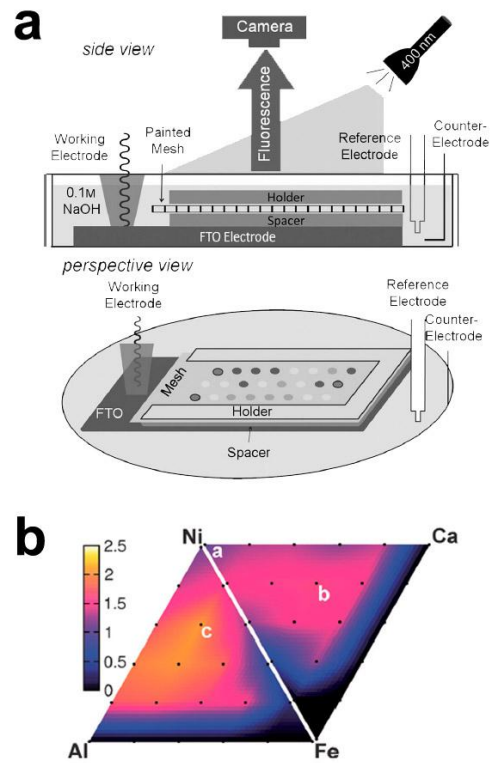 a
side view
Camera
400 nm
Fluorescence
Working
Electrode
Painted
Mesh
Reference
Electrode
Counter-
Electrode
0.1M
NaOH
Holder
Spacer
FTO Electrode
perspective view
Working
Electrode
Reference
Electrode
Counter-
Electrode
Mesh
FTO
Holder
Spacer
b
Ni
Ca
a
2.5
2
1.5
1
0.5
0
b
c
Al
Fe